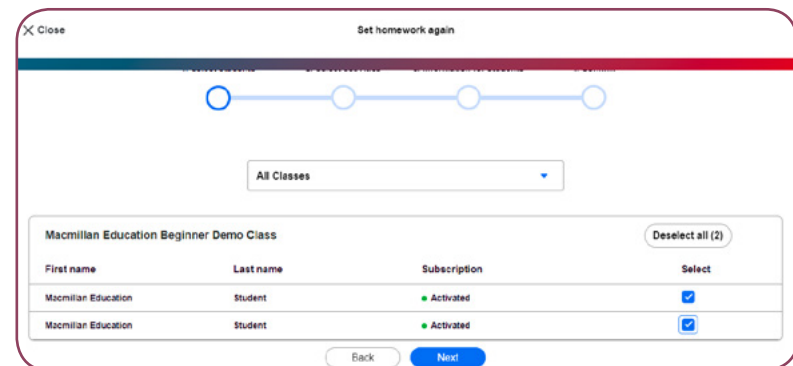 Close Set homework again
All Classes
Macmillan Education Beginner Demo Class Deselect all (2)
First name Last name Subscription Select
Macmillan Education Student Activated
Macmillan Education Student Activated
Back Next